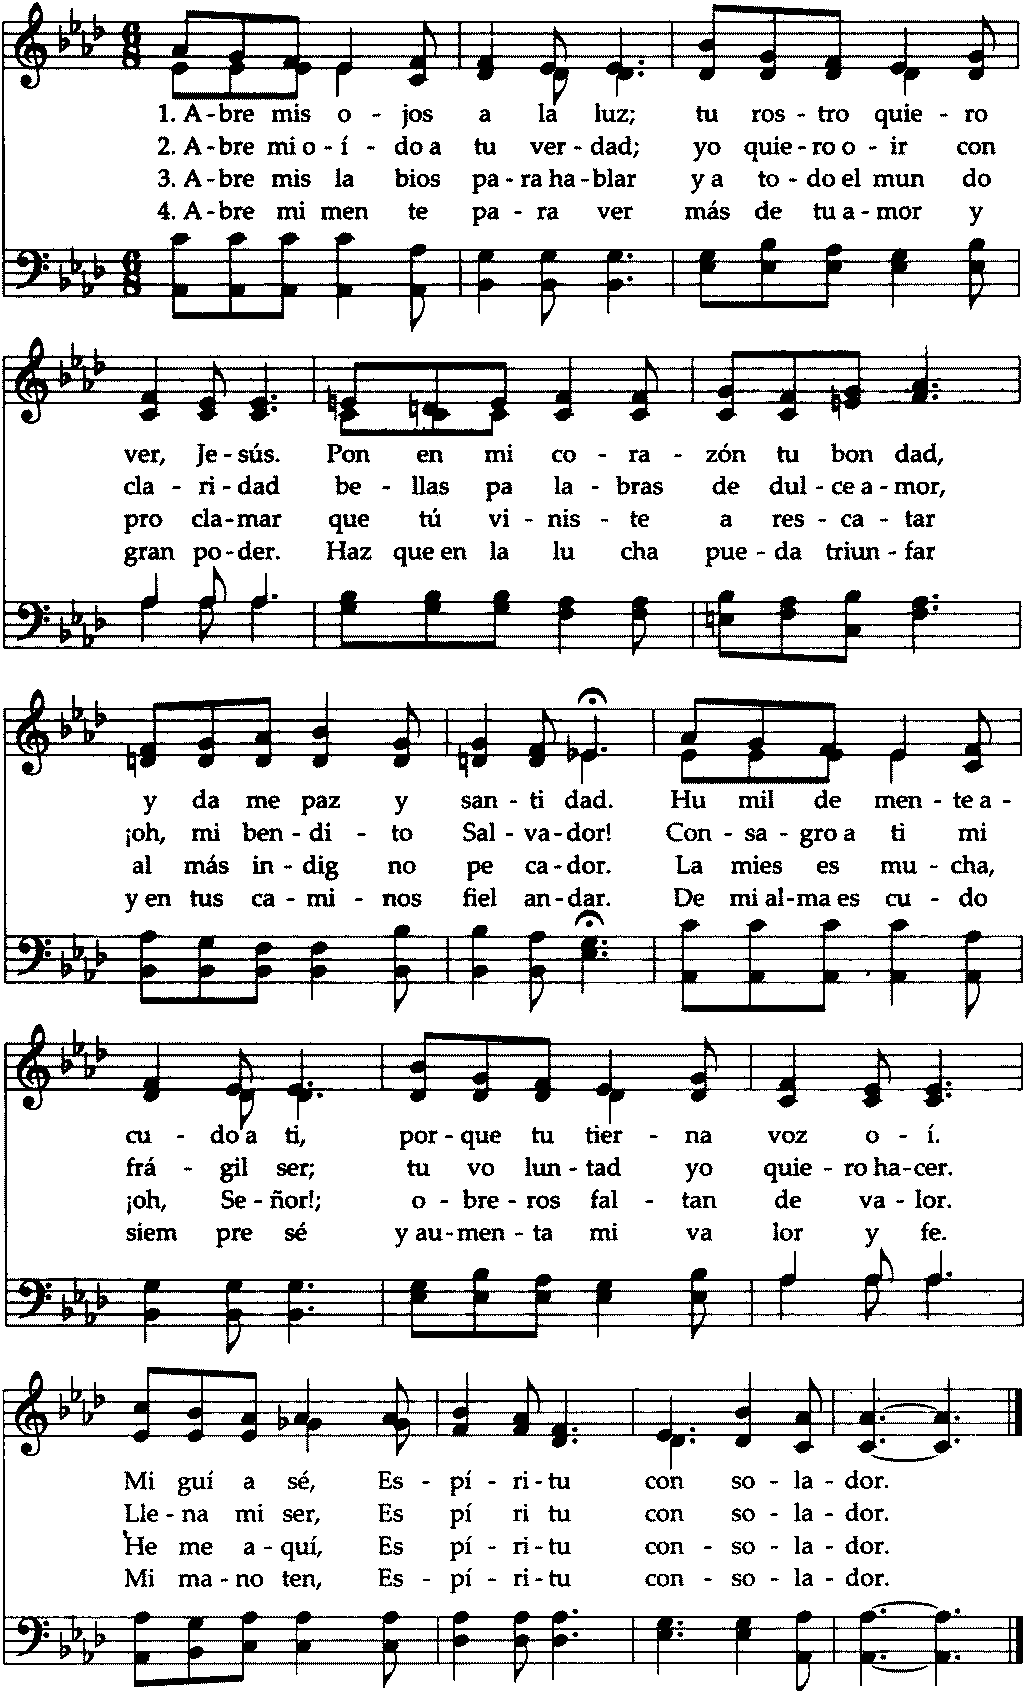 1. A-bre mis o - jos a la luz; tu ros - tro quie - ro
2. A-bre mi o - í - do a tu ver - dad; yo quie-ro o - ir con
3. A-bre mis la bios pa-ra ha-blar y a to - do el mun do
4. A-bre mi men te pa - ra ver más de tu a-mor y
ver, Je-sús. Pon en mi co - ra - zón tu bon dad,
cla - ri-dad be - llas pa la - bras de dul-ce a-mor,
pro cla-mar que tú vi - nis - te a res - ca - tar
gran po-der. Haz que en la lu cha pue - da triun-far
y da me paz y san - ti dad. Hu mil de men - te a -
¡oh, mi ben - di - to Sal - va-dor! Con - sa - gro a ti mi
al más in - dig no pe ca-dor. La mies es mu - cha,
y en tus ca - mi - nos fiel an-dar. De mi al-ma es cu - do
cu - do a ti, por-que tu tier - na voz o - í.
frá - gil ser; tu vo lun - tad yo quie-ro ha-cer.
¡oh, Se-ñor!; o - bre - ros fal - tan de va - lor.
siem pre sé y au-men - ta mi va lor y fe.
Mi guí a sé, Es - pí - ri-tu con so - la - dor.
Lle - na mi ser, Es pí ri tu con so - la - dor.
He me a-quí, Es pí - ri-tu con - so - la - dor.
Mi ma-no ten, Es - pí - ri-tu con - so - la - dor.